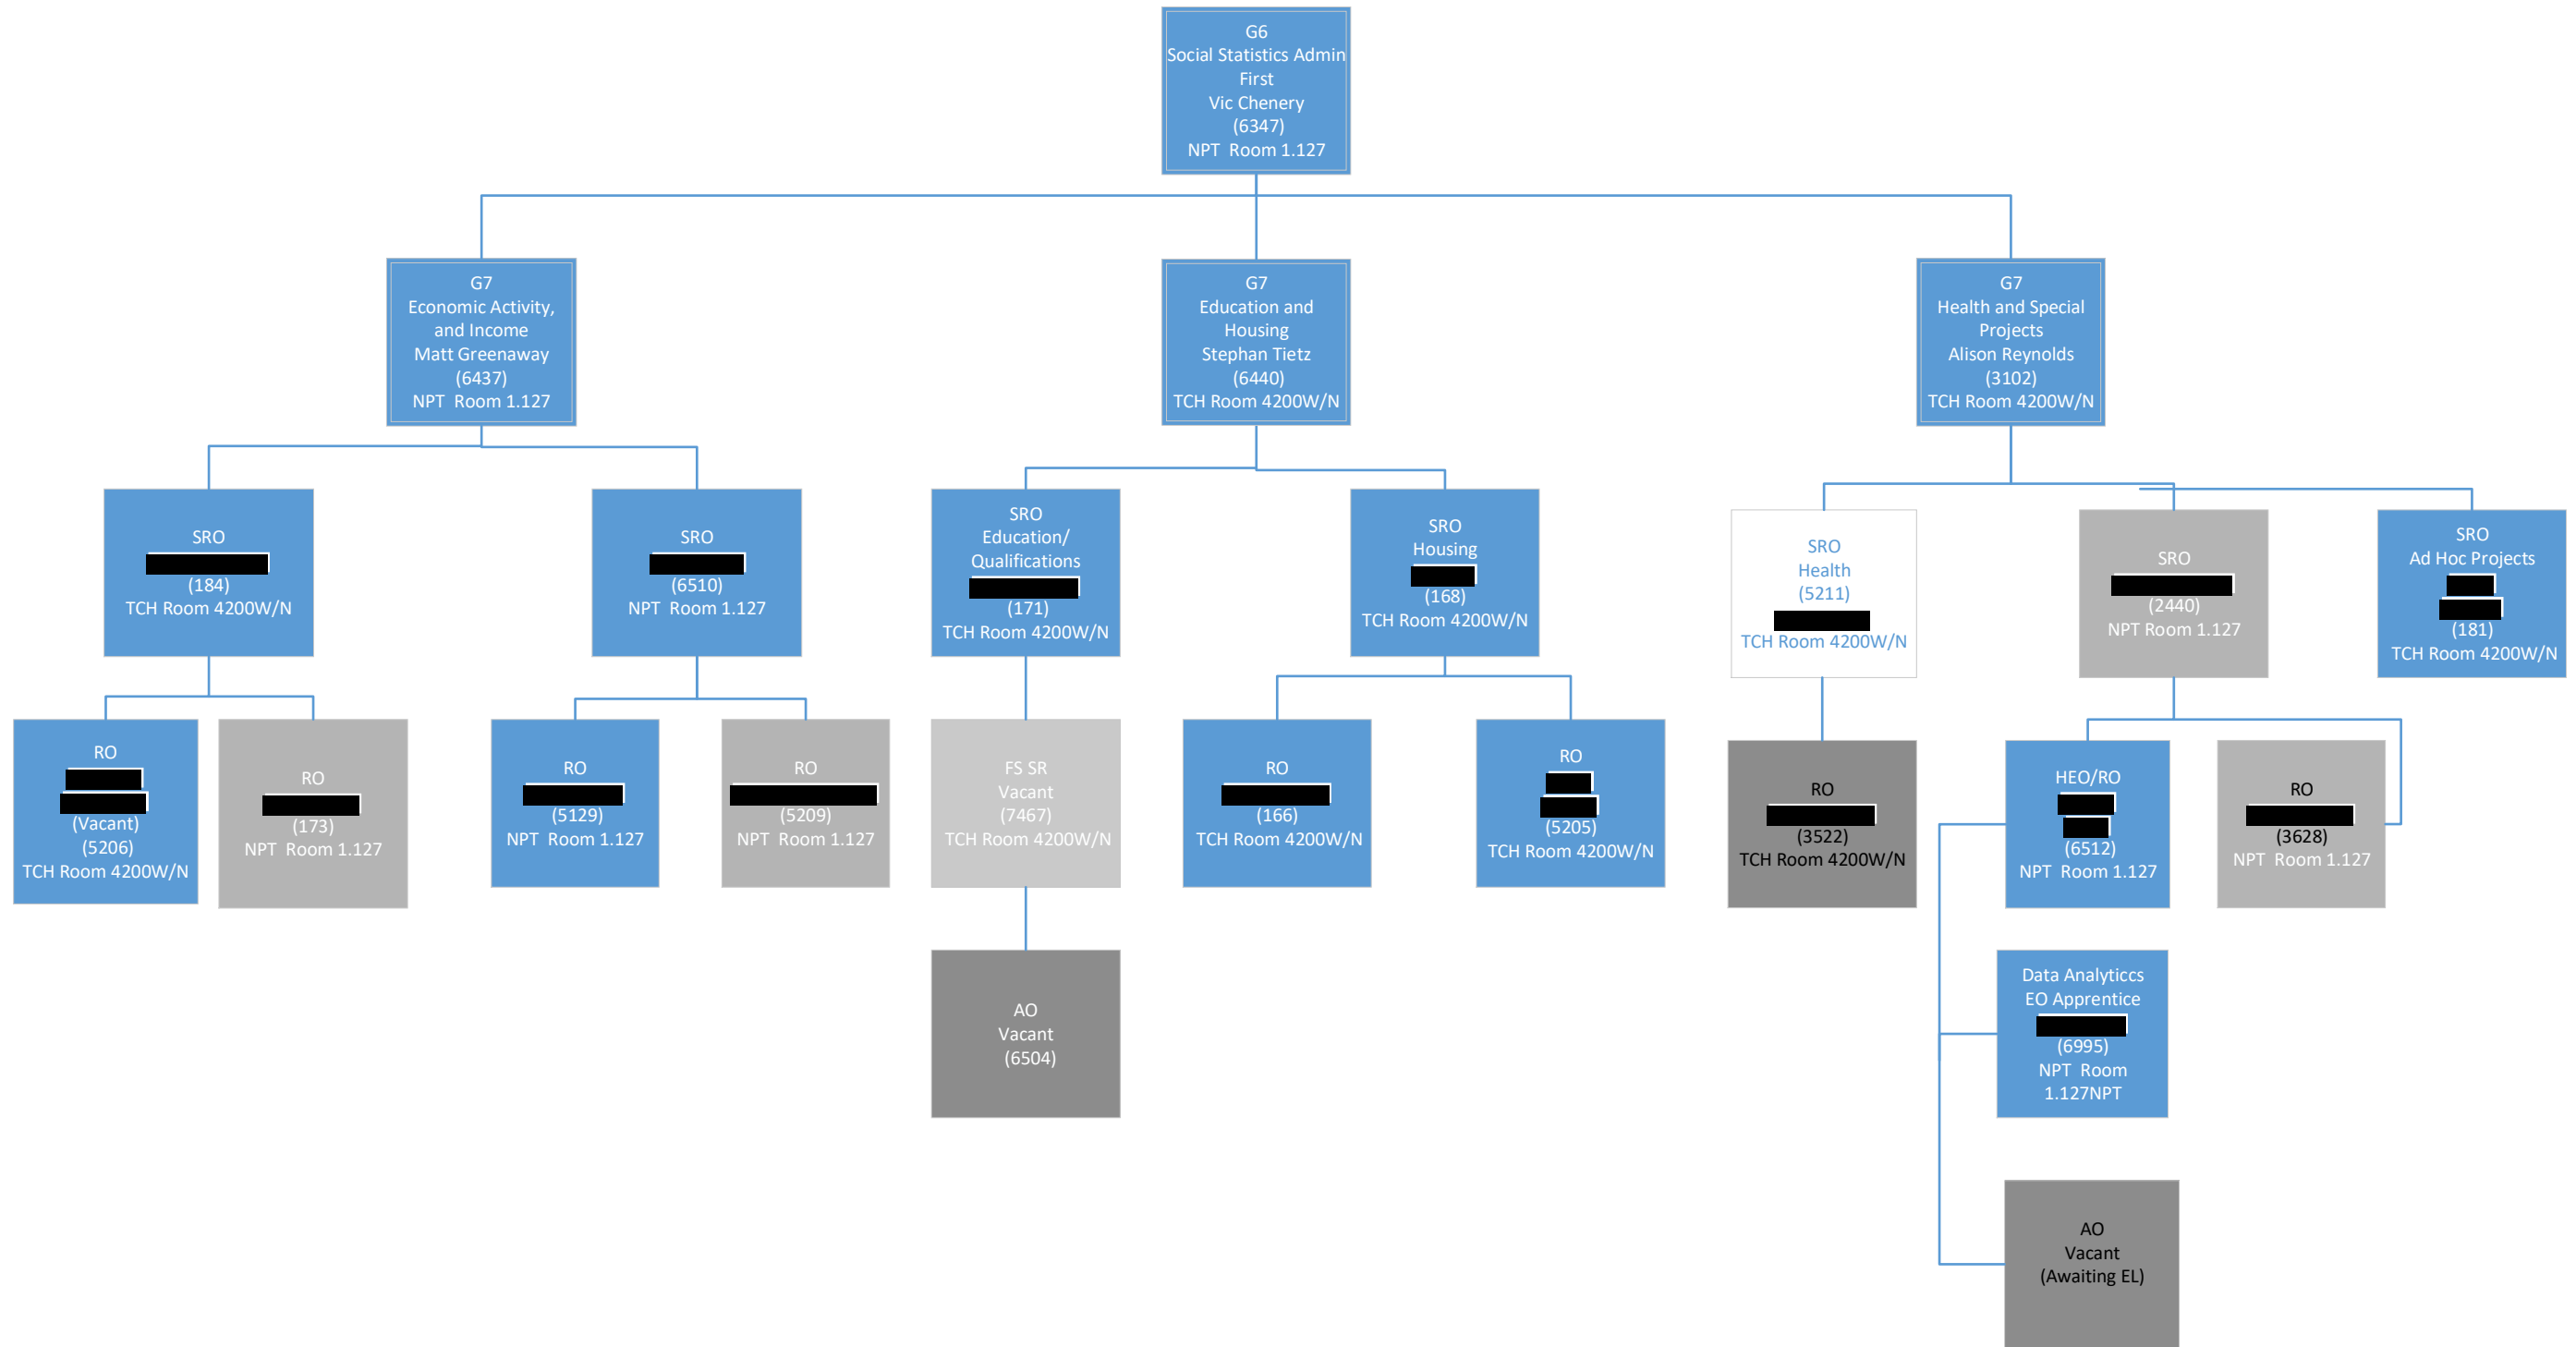 G6
Social Statistics Admin
First
Vic Chenery
(6347)
NPT  Room 1.127
G7
Economic Activity,
and Income
Matt Greenaway
(6437)
NPT  Room 1.127
G7
Education and
Housing
Stephan Tietz
(6440)
TCH Room 4200W/N
G7
Health and Special
Projects
Alison Reynolds
(3102)
TCH Room 4200W/N
SRO
(184)
TCH Room 4200W/N
SRO
(6510)
NPT  Room 1.127
SRO
Education/
Qualifications
(171)
TCH Room 4200W/N
SRO
Housing
(168)
TCH Room 4200W/N
SRO
Health
(5211)
TCH Room 4200W/N
SRO
(2440)
NPT Room 1.127
SRO
Ad Hoc Projects
(181)
TCH Room 4200W/N
RO
(Vacant)
(5206)
TCH Room 4200W/N
RO
(173)
NPT  Room 1.127
RO
(5129)
NPT  Room 1.127
RO
(5209)
NPT  Room 1.127
FS SR
Vacant
(7467)
TCH Room 4200W/N
RO
(166)
TCH Room 4200W/N
RO
(5205)
TCH Room 4200W/N
RO
(3522)
TCH Room 4200W/N
HEO/RO
(6512)
NPT  Room 1.127
RO
(3628)
NPT  Room 1.127
AO
Vacant
(6504)
Data Analyticcs
EO Apprentice
(6995)
NPT  Room
1.127NPT
AO
Vacant
(Awaiting EL)